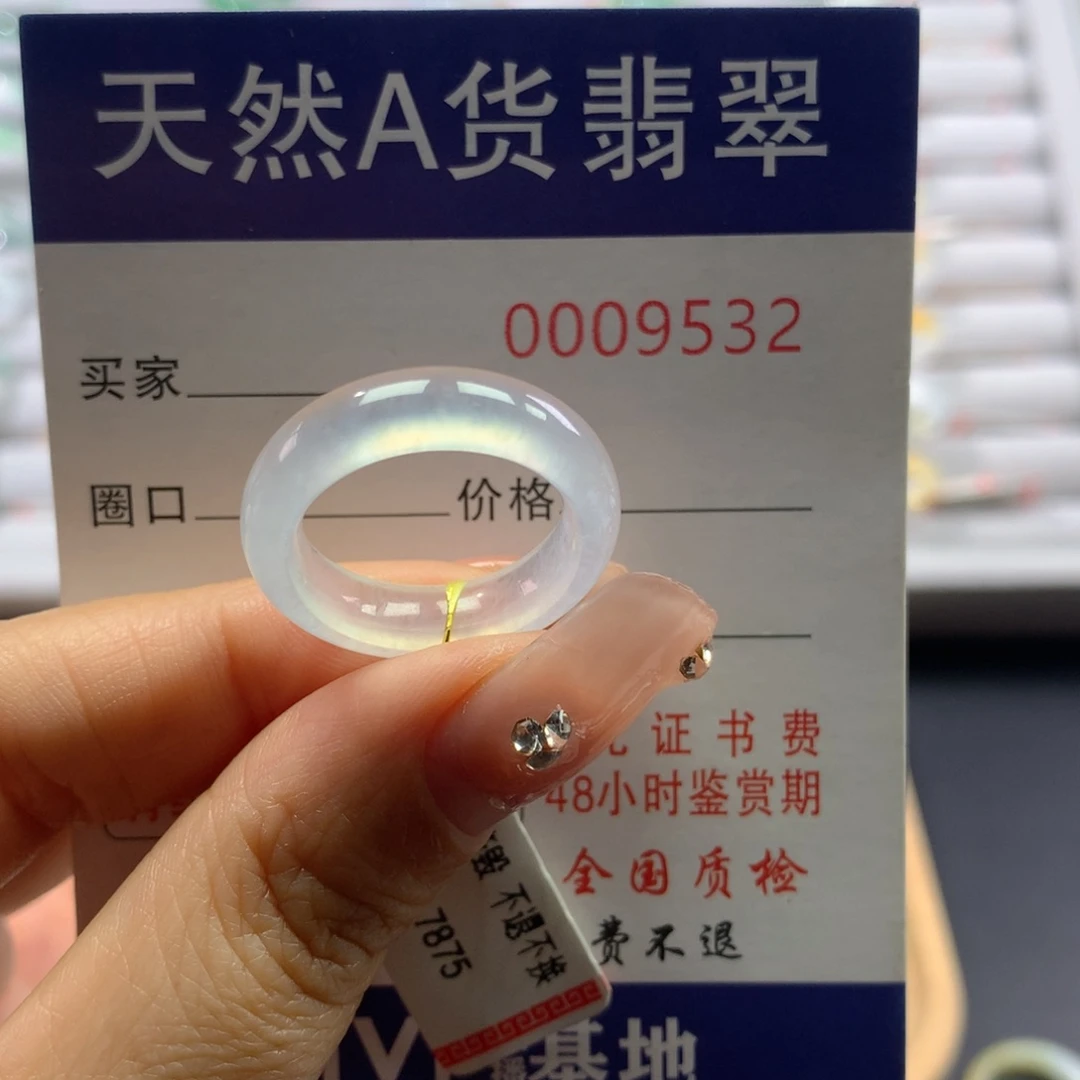 天然A货翡翠
0009532
买家
圈口 价格
证书费
48小时鉴赏期
全国质检
费不退
毁 不退不换
7875
基地